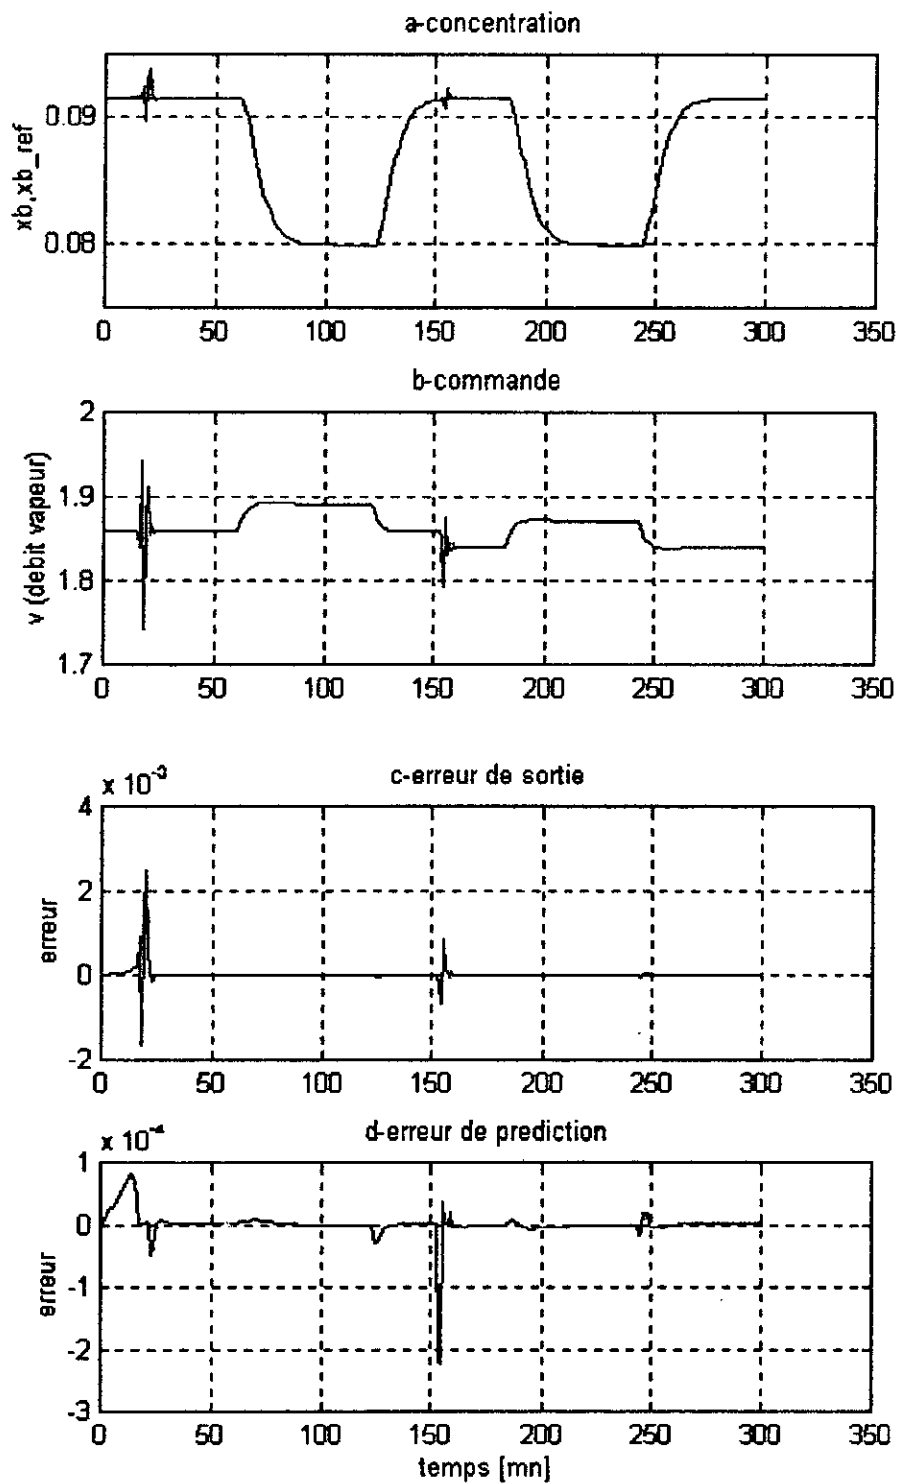 a-concentration
xb,xb_ref
0.09
0.08
0 50 100 150 200 250 300 350
b-commande
v (debit vapeur)
2
1.9
1.8
1.7
0 50 100 150 200 250 300 350
c-erreur de sortie
x 10⁻³
erreur
4
2
0
-2
0 50 100 150 200 250 300 350
d-erreur de prediction
x 10⁻⁴
erreur
1
0
-1
-2
-3
0 50 100 150 200 250 300 350
temps [mn]